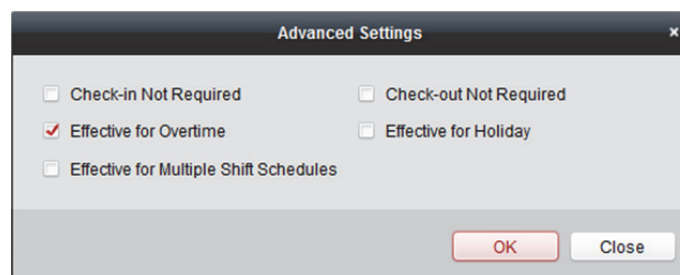 Advanced Settings
Check-in Not Required
Check-out Not Required
Effective for Overtime
Effective for Holiday
Effective for Multiple Shift Schedules
OK
Close